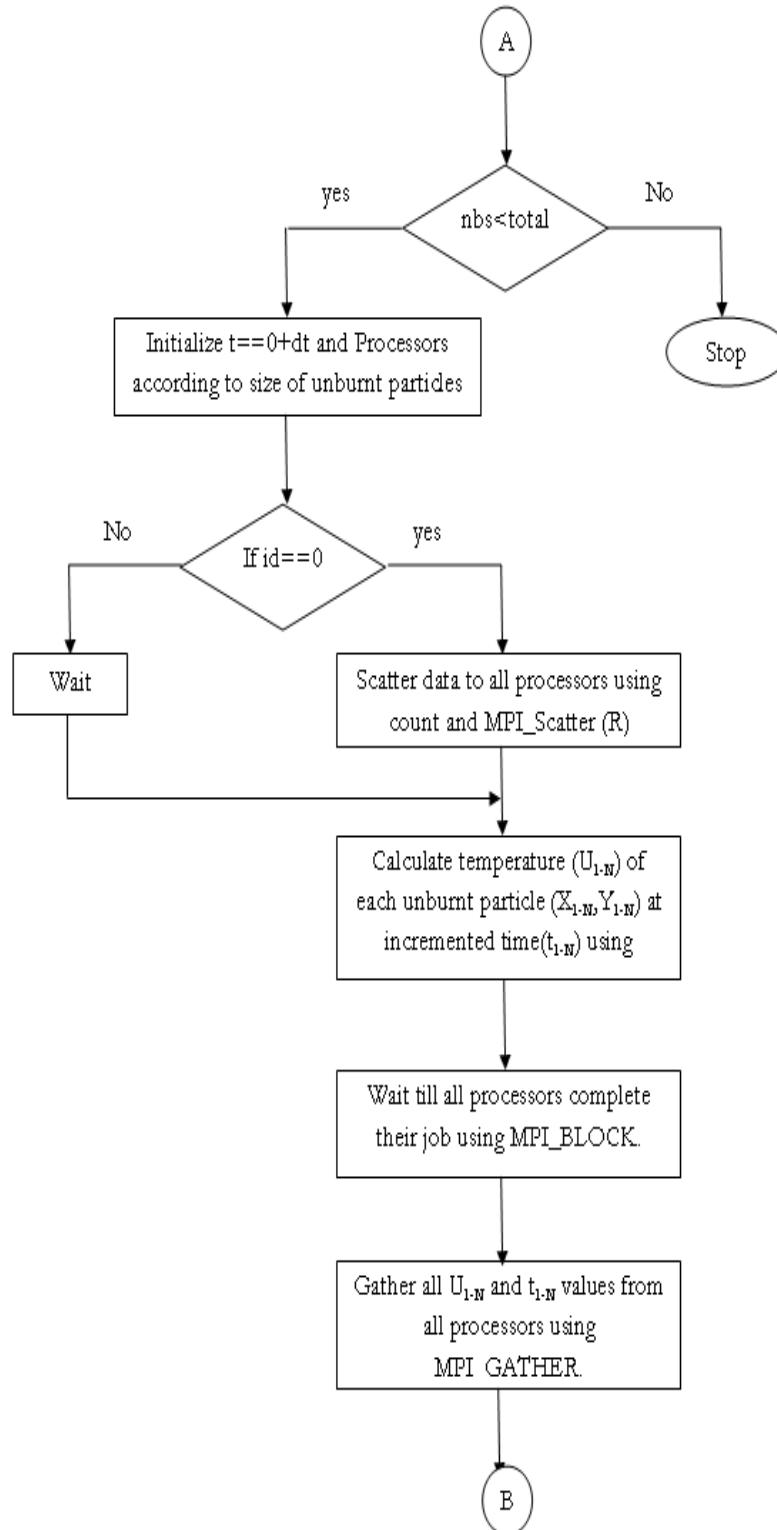 A
yes
No
nbs<total
Initialize t==0+dt and Processors
according to size of unburnt particles
Stop
No
yes
If id==0
Wait
Scatter data to all processors using
count and MPI_Scatter (R)
Calculate temperature (U1-N) of
each unburnt particle (X1-N,Y1-N) at
incremented time(t1-N) using
Wait till all processors complete
their job using MPI_BLOCK.
Gather all U1-N and t1-N values from
all processors using
MPI_GATHER.
B